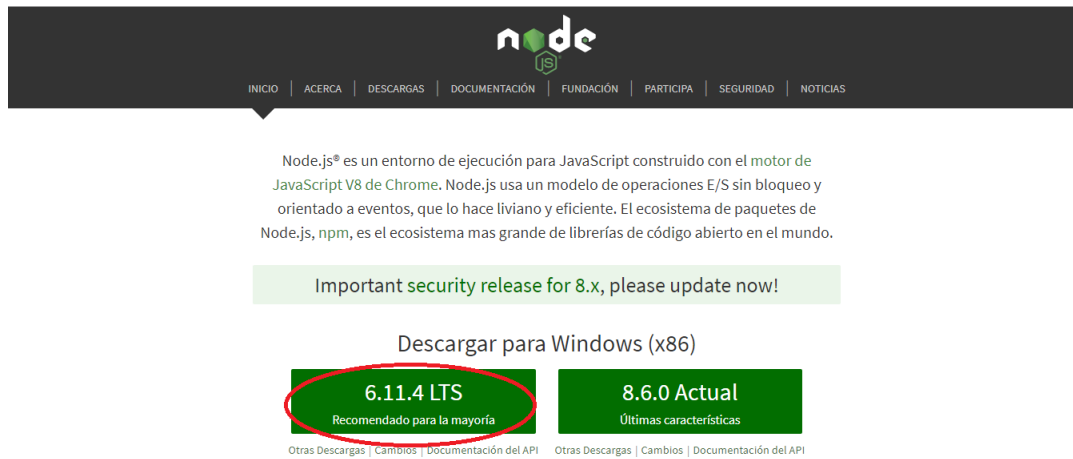 node
JS
INICIO | ACERCA | DESCARGAS | DOCUMENTACIÓN | FUNDACIÓN | PARTICIPA | SEGURIDAD | NOTICIAS
Node.js® es un entorno de ejecución para JavaScript construido con el motor de
JavaScript V8 de Chrome. Node.js usa un modelo de operaciones E/S sin bloqueo y
orientado a eventos, que lo hace liviano y eficiente. El ecosistema de paquetes de
Node.js, npm, es el ecosistema mas grande de librerías de código abierto en el mundo.
Important security release for 8.x, please update now!
Descargar para Windows (x86)
6.11.4 LTS
Recomendado para la mayoría
8.6.0 Actual
Últimas características
Otras Descargas | Cambios | Documentación del API
Otras Descargas | Cambios | Documentación del API